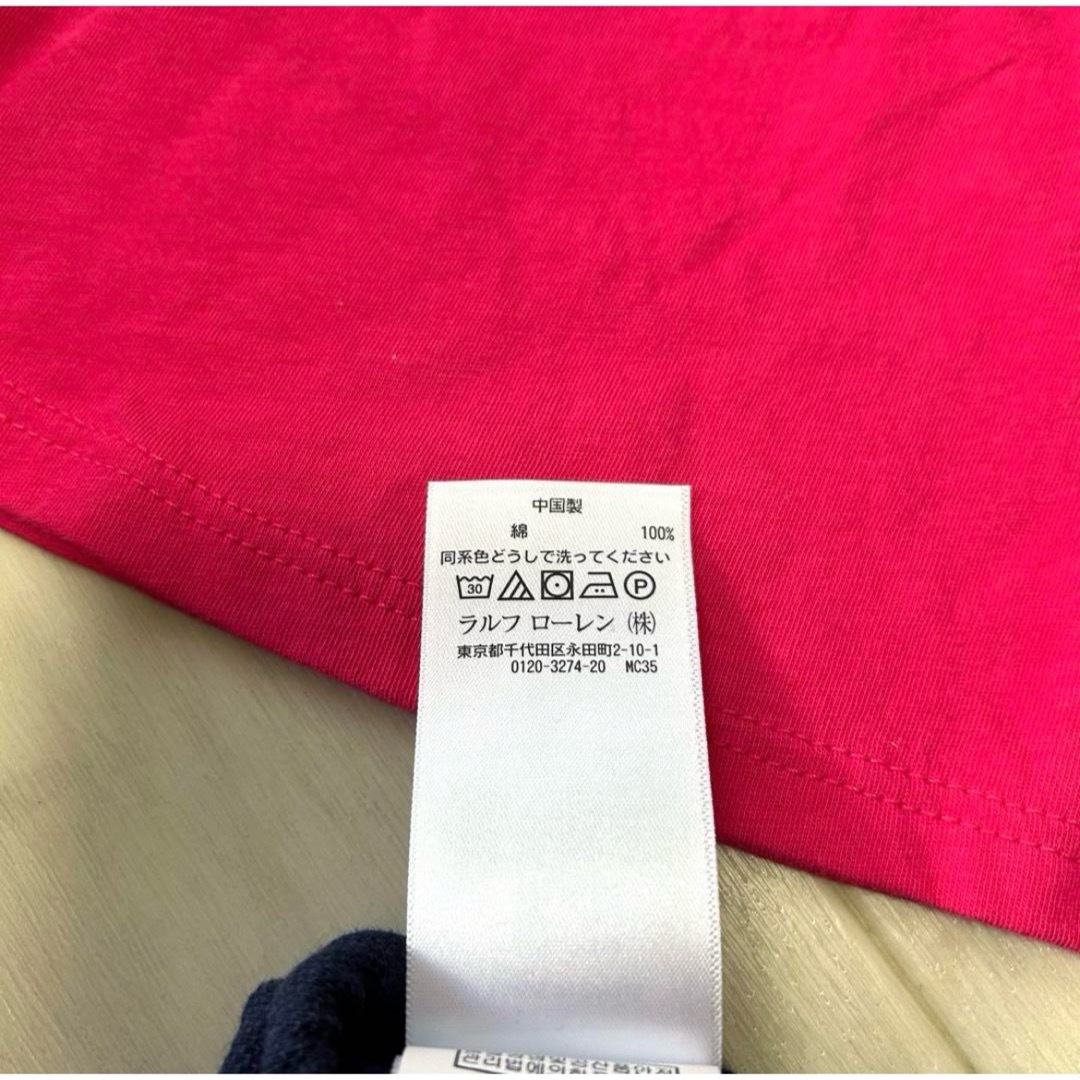 中国製
綿 100%
同系色どうしで洗ってください
30 P
ラルフ ローレン (株)
東京都千代田区永田町2-10-1
0120-3274-20 MC35